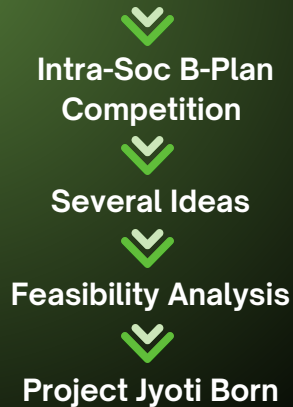 Intra-Soc B-Plan
Competition
Several Ideas
Feasibility Analysis
Project Jyoti Born